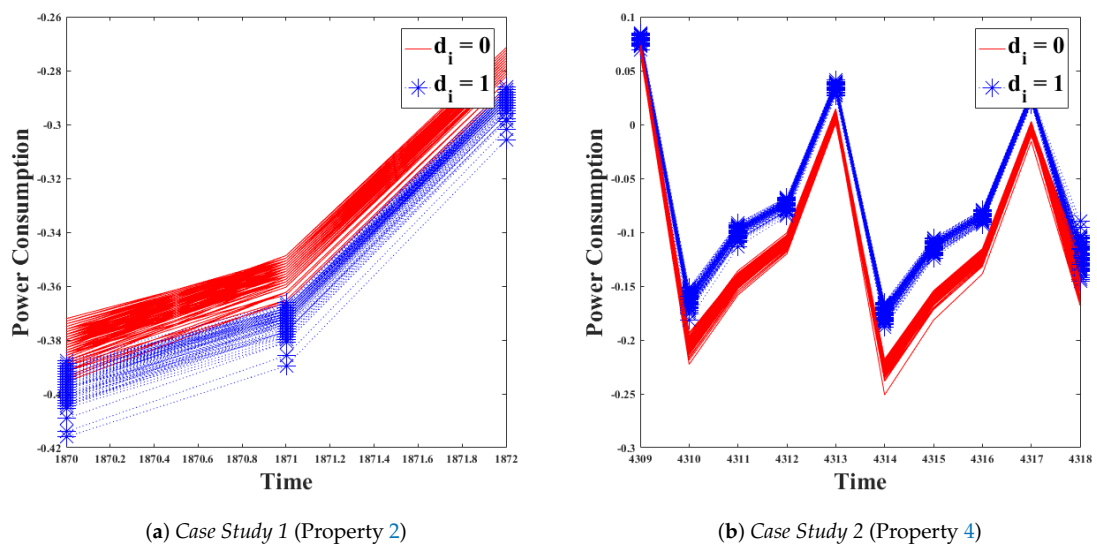 -0.26
-0.28
-0.3
-0.32
-0.34
-0.36
-0.38
-0.4
-0.42
Power Consumption
d_i = 0
d_i = 1
1870 1870.2 1870.4 1870.6 1870.8 1871 1871.2 1871.4 1871.6 1871.8 1872
Time
(a) Case Study 1 (Property 2)
0.1
0.05
0
-0.05
-0.1
-0.15
-0.2
-0.25
-0.3
Power Consumption
d_i = 0
d_i = 1
4309 4310 4311 4312 4313 4314 4315 4316 4317 4318
Time
(b) Case Study 2 (Property 4)